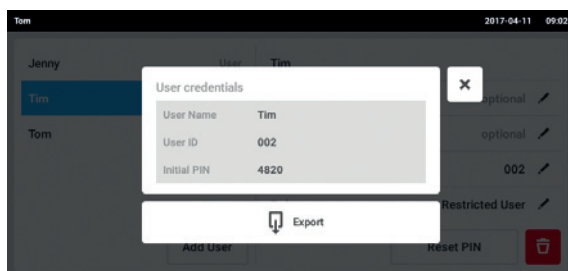 Tom 2017-04-11 09:02
Jenny User Tim
User credentials
Tim optional
User Name Tim
Tom User ID 002 optional
Initial PIN 4820 002
Restricted User
Export
Add User Reset PIN